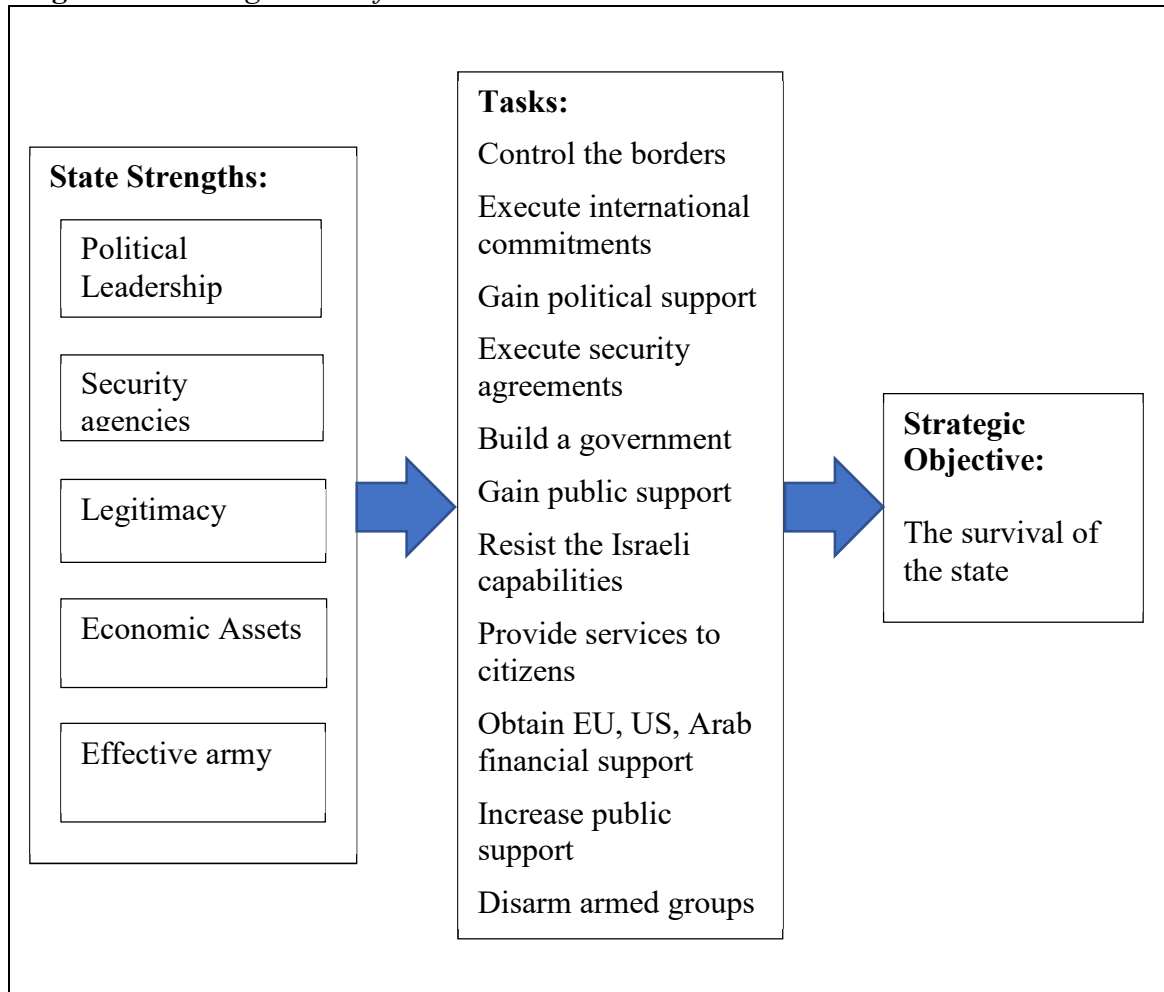 State Strengths:
Political
Leadership
Security
agencies
Legitimacy
Economic Assets
Effective army
Tasks:
Control the borders
Execute international
commitments
Gain political support
Execute security
agreements
Build a government
Gain public support
Resist the Israeli
capabilities
Provide services to
citizens
Obtain EU, US, Arab
financial support
Increase public
support
Disarm armed groups
Strategic
Objective:
The survival of
the state